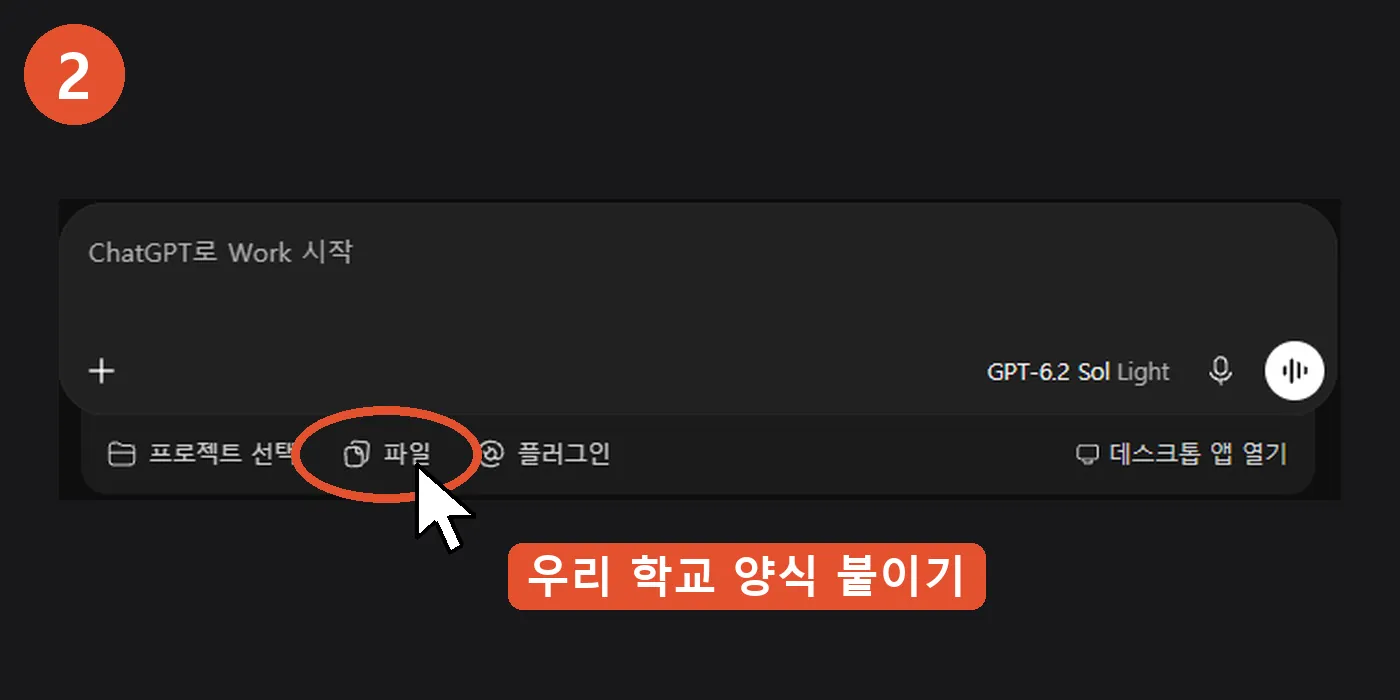 2
ChatGPT로 Work 시작
GPT-6.2 Sol Light
프로젝트 선택 파일 플러그인 데스크톱 앱 열기
우리 학교 양식 붙이기